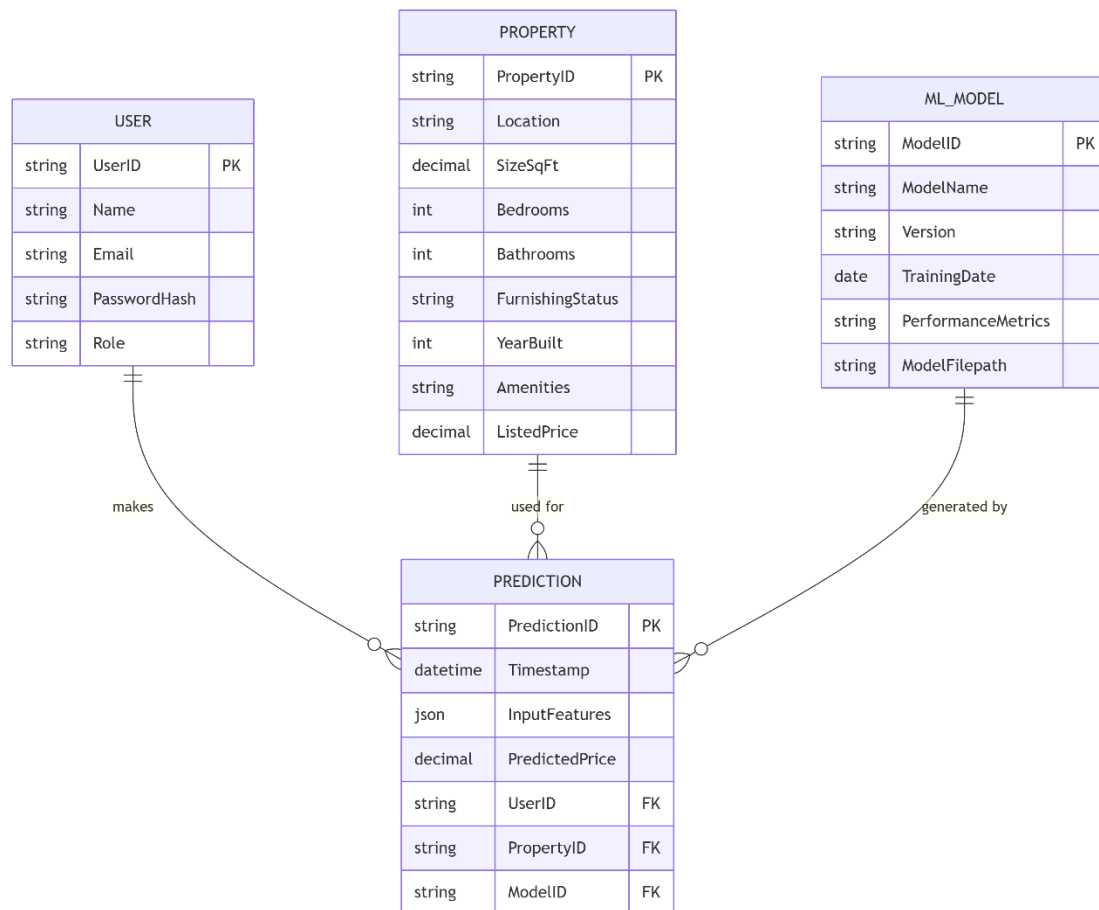 USER
string UserID PK
string Name
string Email
string PasswordHash
string Role
PROPERTY
string PropertyID PK
string Location
decimal SizeSqFt
int Bedrooms
int Bathrooms
string FurnishingStatus
int YearBuilt
string Amenities
decimal ListedPrice
ML_MODEL
string ModelID PK
string ModelName
string Version
date TrainingDate
string PerformanceMetrics
string ModelFilepath
makes
used for
generated by
PREDICTION
string PredictionID PK
datetime Timestamp
json InputFeatures
decimal PredictedPrice
string UserID FK
string PropertyID FK
string ModelID FK